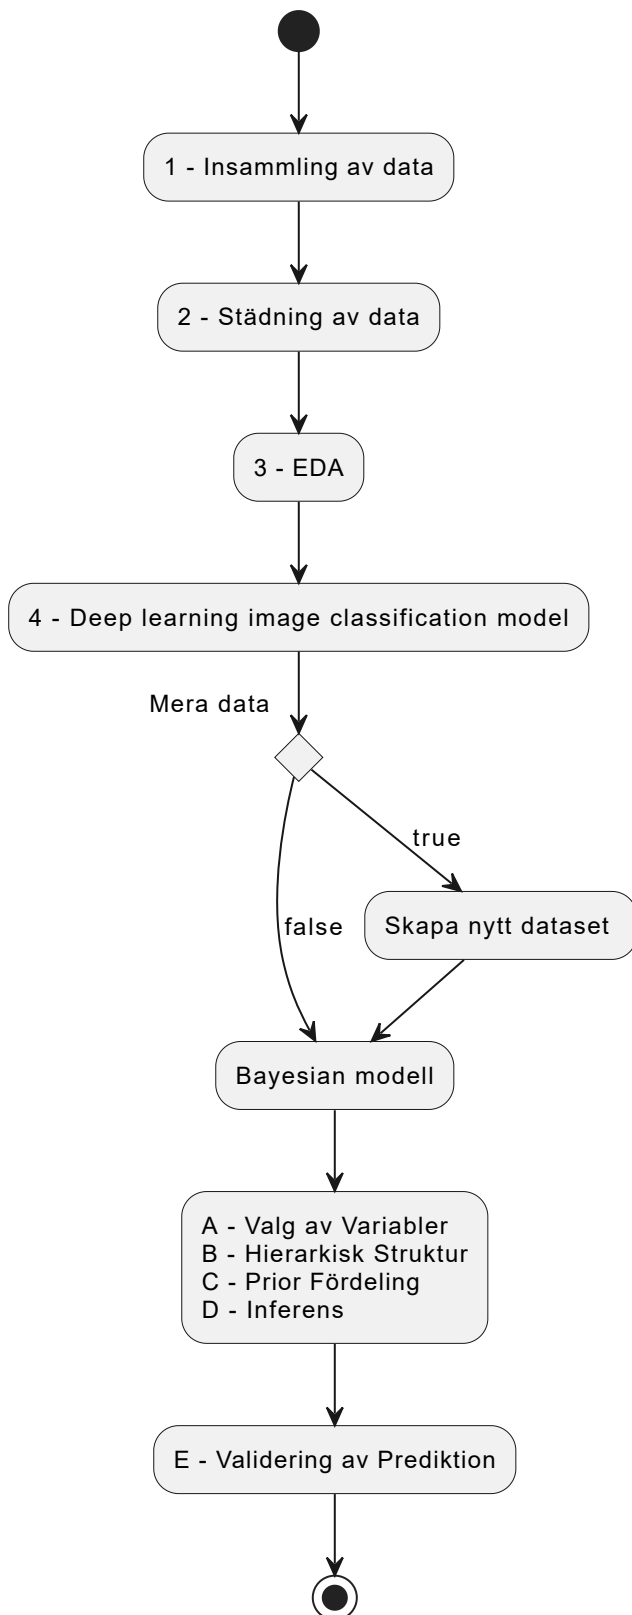 1 - Insammling av data
2 - Städning av data
3 - EDA
4 - Deep learning image classification model
Mera data
true
Skapa nytt dataset
false
Bayesian modell
A - Valg av Variabler
B - Hierarkisk Struktur
C - Prior Fördeling
D - Inferens
E - Validering av Prediktion